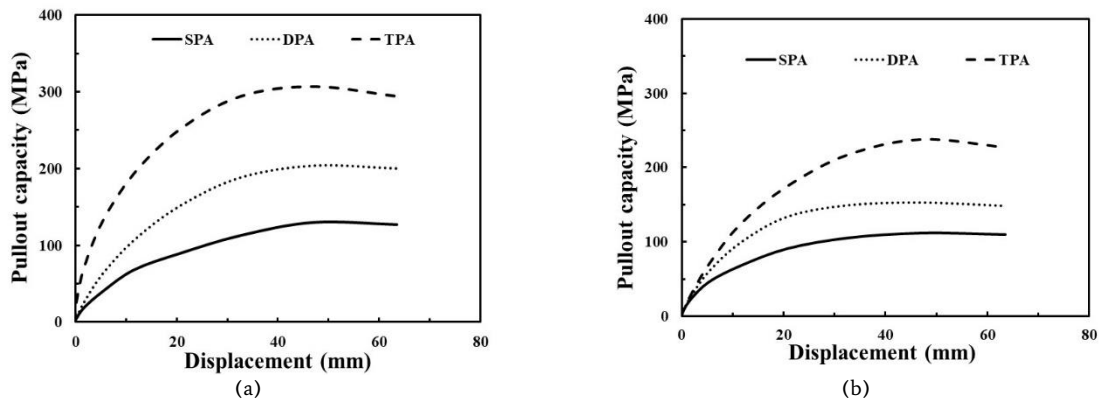 400
SPA DPA TPA
300
200
100
0
Pullout capacity (MPa)
0 20 40 60 80
Displacement (mm)
(a)
400
SPA DPA TPA
300
200
100
0
Pullout capacity (MPa)
0 20 40 60 80
Displacement (mm)
(b)